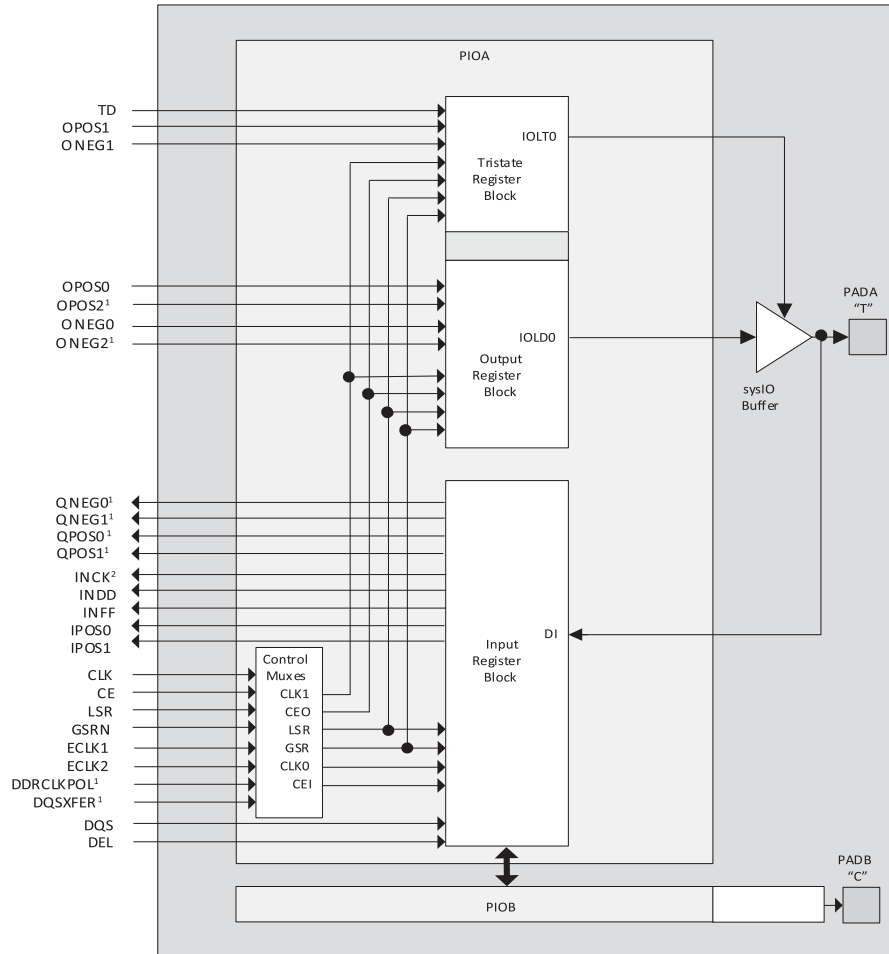 PIOA
TD
OPOS1
ONEG1
IOLT0
Tristate
Register
Block
OPOS0
OPOS2¹
ONEG0
ONEG2¹
IOLD0
Output
Register
Block
PADA
“T”
sysIO
Buffer
QNEG0¹
QNEG1¹
QPOS0¹
QPOS1¹
INCK²
INDD
INFF
IPOS0
IPOS1
DI
Input
Register
Block
CLK
CE
LSR
GSRN
ECLK1
ECLK2
DDRCLKPOL¹
DQSXFER¹
DQS
DEL
Control
Muxes
CLK1
CEO
LSR
GSR
CLK0
CEI
PADB
“C”
PIOB